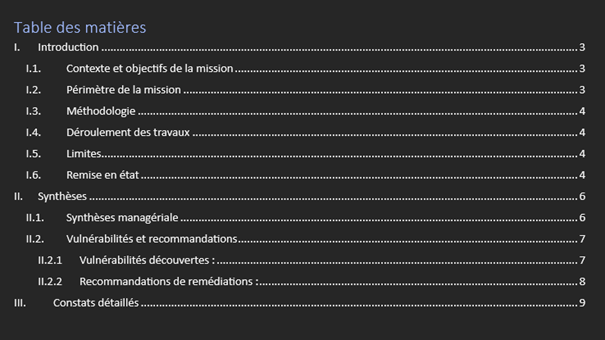 Table des matières
I. Introduction 3
I.1. Contexte et objectifs de la mission 3
I.2. Périmètre de la mission 3
I.3. Méthodologie 4
I.4. Déroulement des travaux 4
I.5. Limites 4
I.6. Remise en état 4
II. Synthèses 6
II.1. Synthèses managériale 6
II.2. Vulnérabilités et recommandations 7
II.2.1 Vulnérabilités découvertes : 7
II.2.2 Recommandations de remédiations : 8
III. Constats détaillés 9